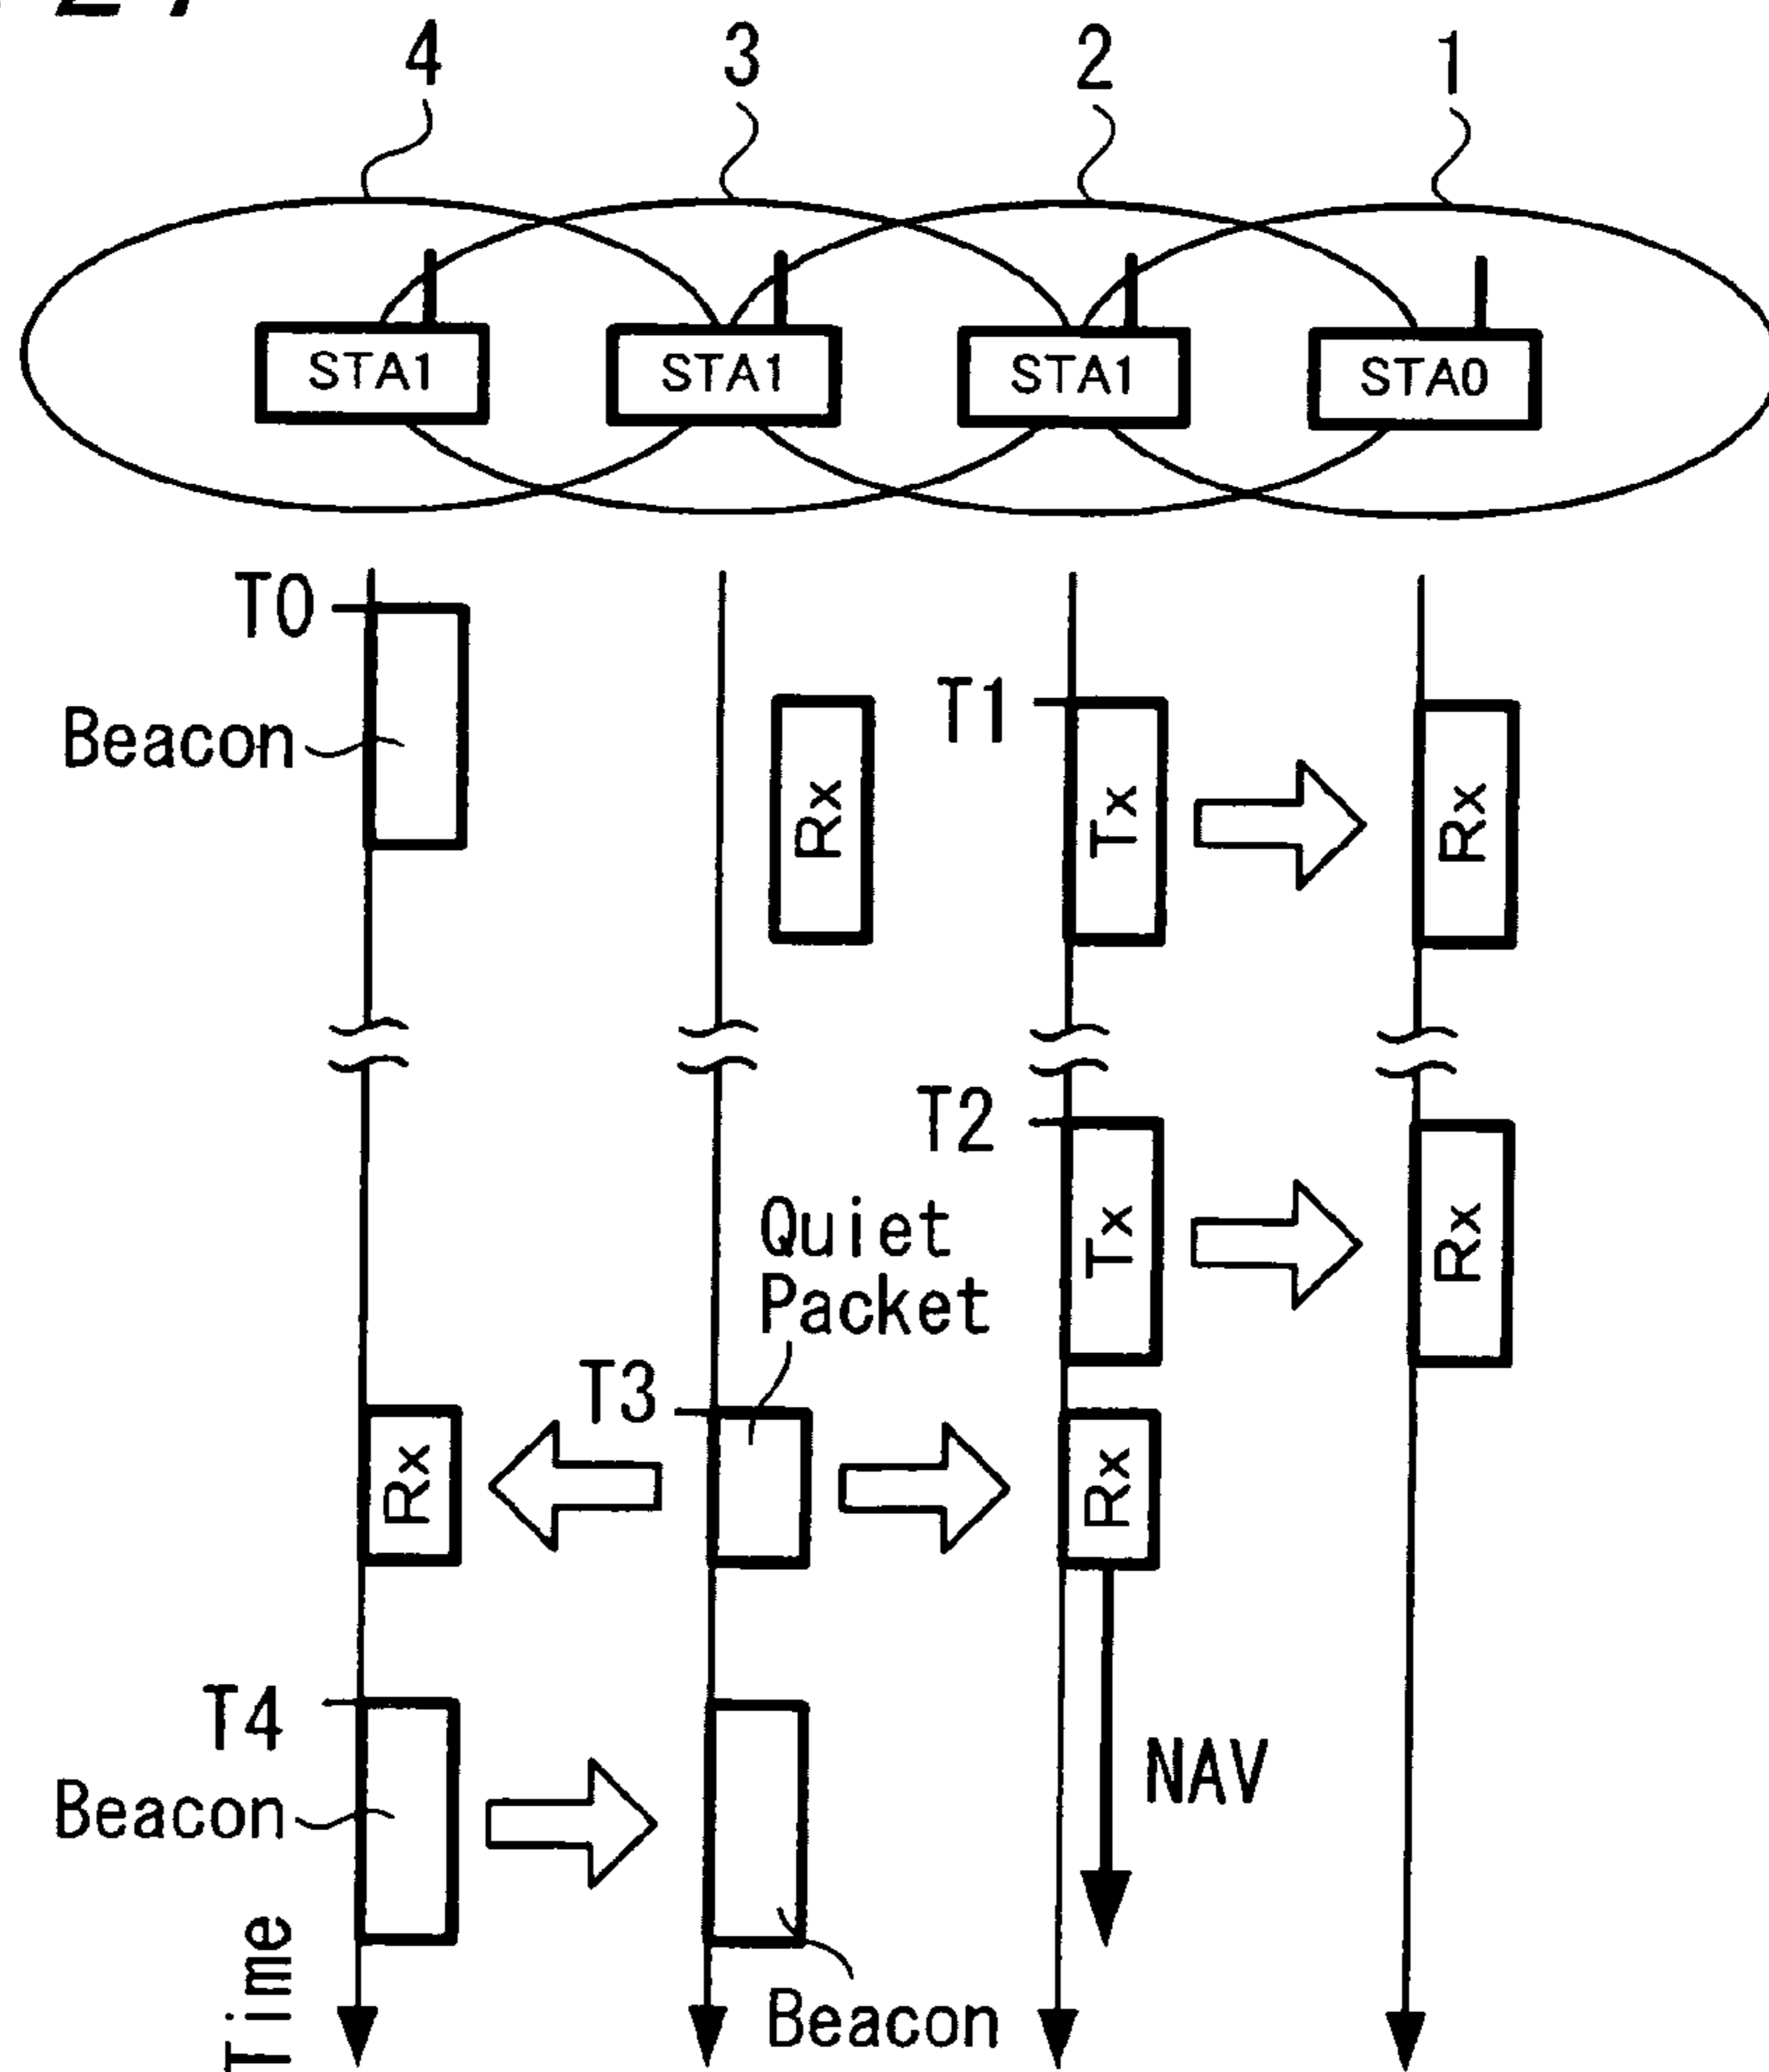 4 3 2 1
STA1 STA1 STA1 STA0
T0
Beacon
T1
Rx Tx Rx
T2
Tx Rx
Quiet
Packet
T3
Rx Rx
T4
Beacon
NAV
Beacon
Time